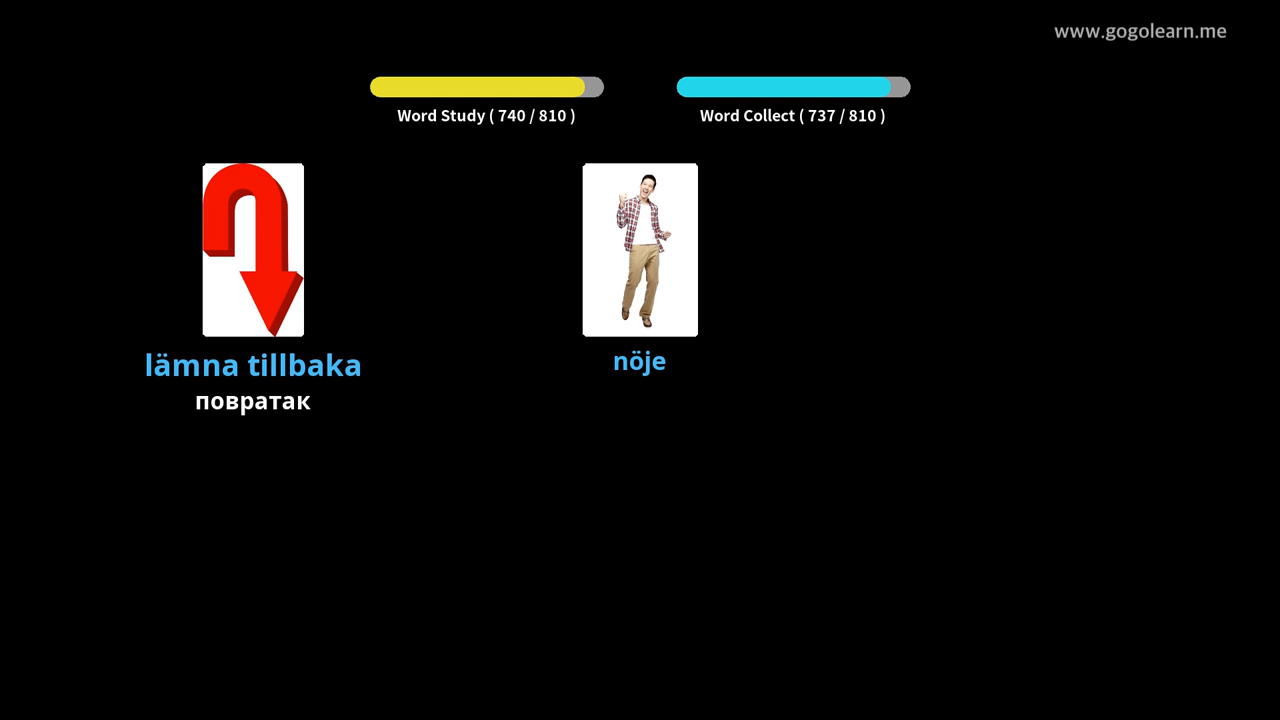 www.gogolearn.me
Word Study ( 740 / 810 )
Word Collect ( 737 / 810 )
lämna tillbaka
повратак
nöje